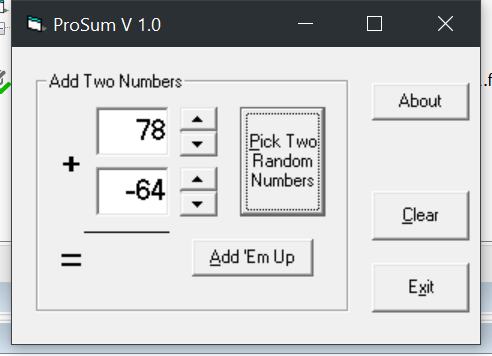 ProSum V 1.0
Add Two Numbers
78
+
-64
=
Pick Two
Random
Numbers
Add 'Em Up
About
Clear
Exit